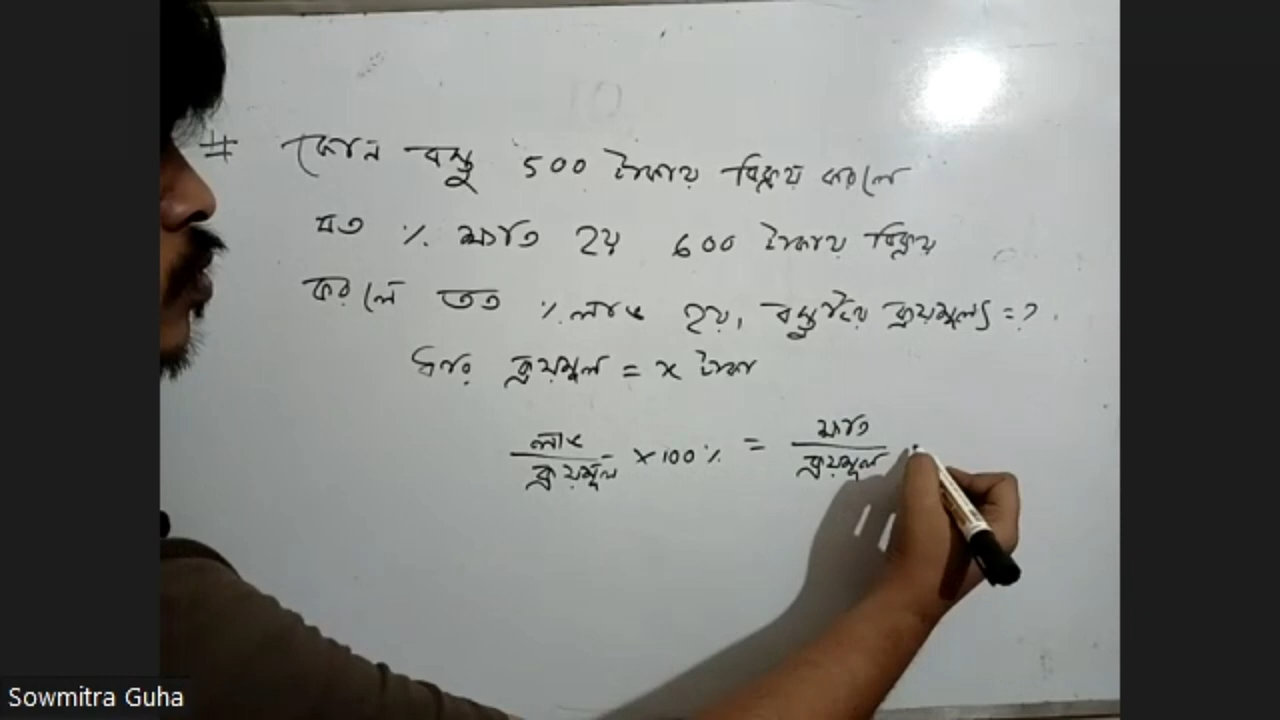 # কোন বস্তু 500 টাকায় বিক্রয় করলে
যত % ক্ষতি হয় 600 টাকায় বিক্রয়
করলে তত % লাভ হয়, বস্তুটির ক্রয়মূল্য = ?
ধরি ক্রয়মূল্য = x টাকা
লাভ/ক্রয়মূল্য × 100 % = ক্ষতি/ক্রয়মূল্য
Sowmitra Guha